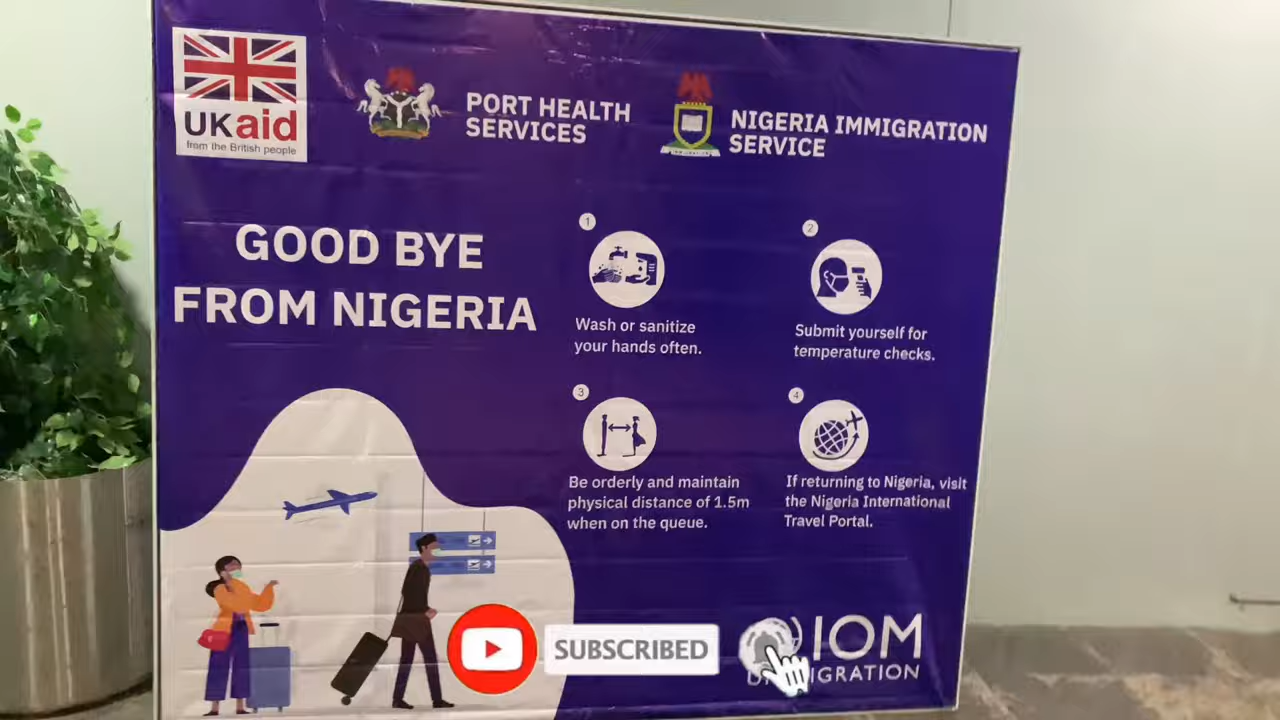 UKaid
from the British people
PORT HEALTH
SERVICES
NIGERIA IMMIGRATION
SERVICE
GOOD BYE
FROM NIGERIA
1
Wash or sanitize
your hands often.
2
Submit yourself for
temperature checks.
3
Be orderly and maintain
physical distance of 1.5m
when on the queue.
4
If returning to Nigeria, visit
the Nigeria International
Travel Portal.
SUBSCRIBED
IOM